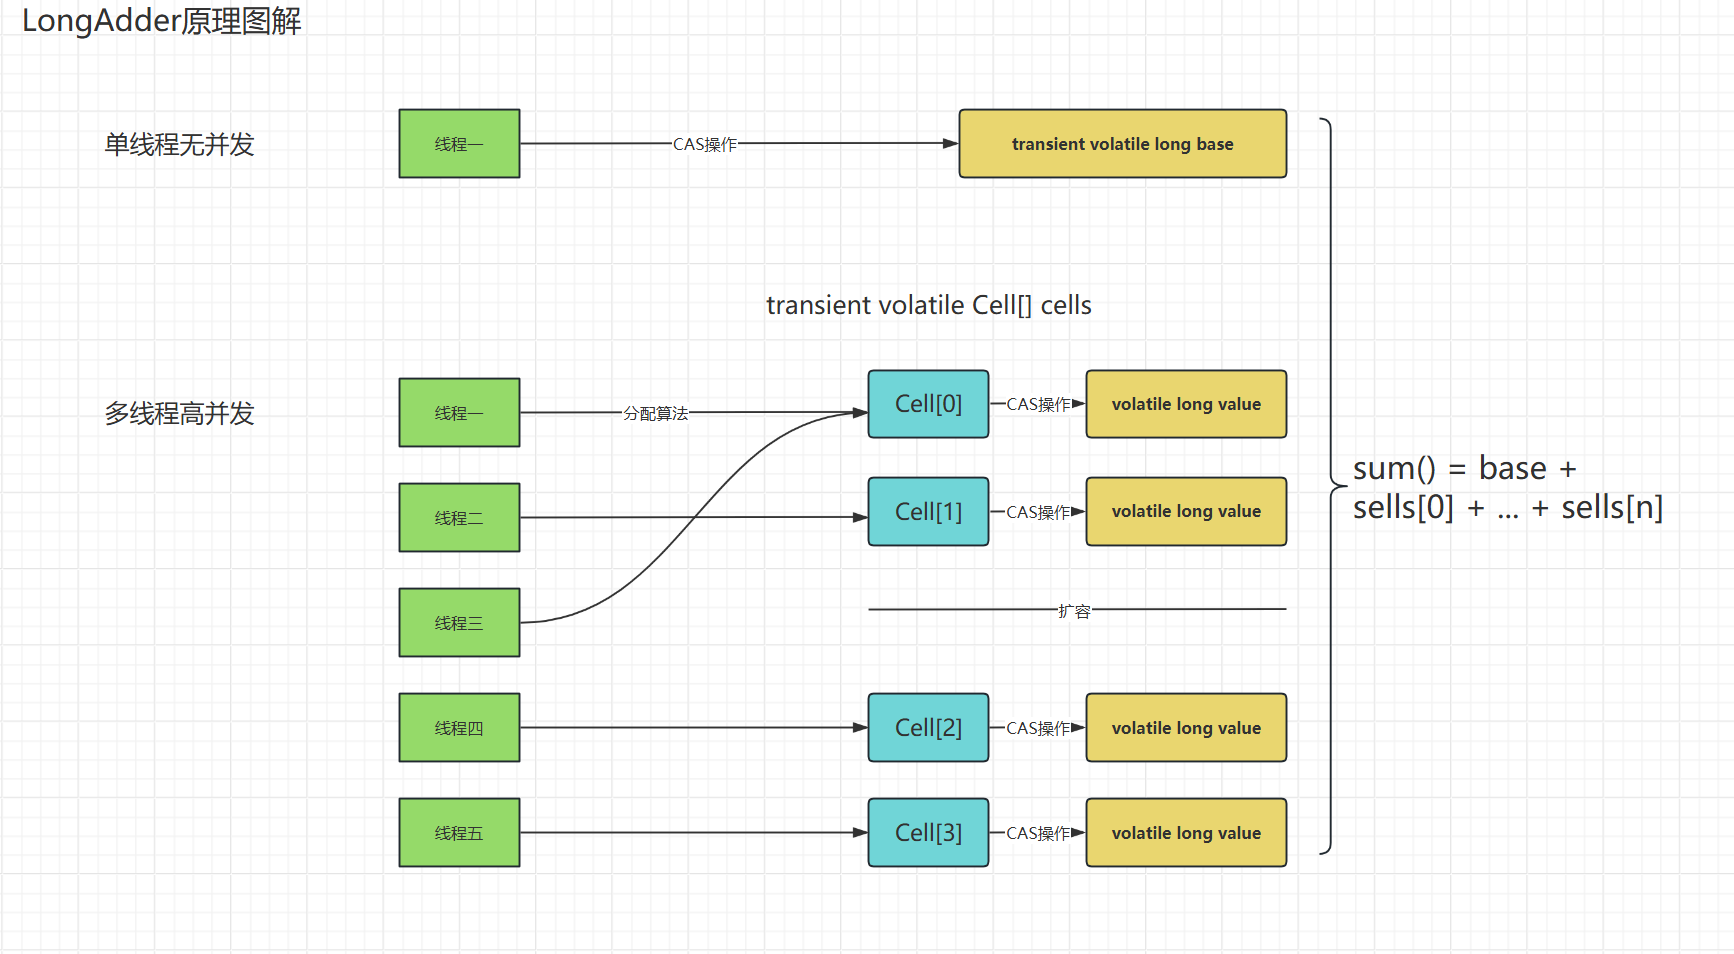 LongAdder原理图解
单线程无并发
线程一
CAS操作
transient volatile long base
transient volatile Cell[] cells
多线程高并发
线程一
分配算法
Cell[0]
CAS操作
volatile long value
sum() = base +
sells[0] + ... + sells[n]
线程二
Cell[1]
CAS操作
volatile long value
线程三
扩容
线程四
Cell[2]
CAS操作
volatile long value
线程五
Cell[3]
CAS操作
volatile long value